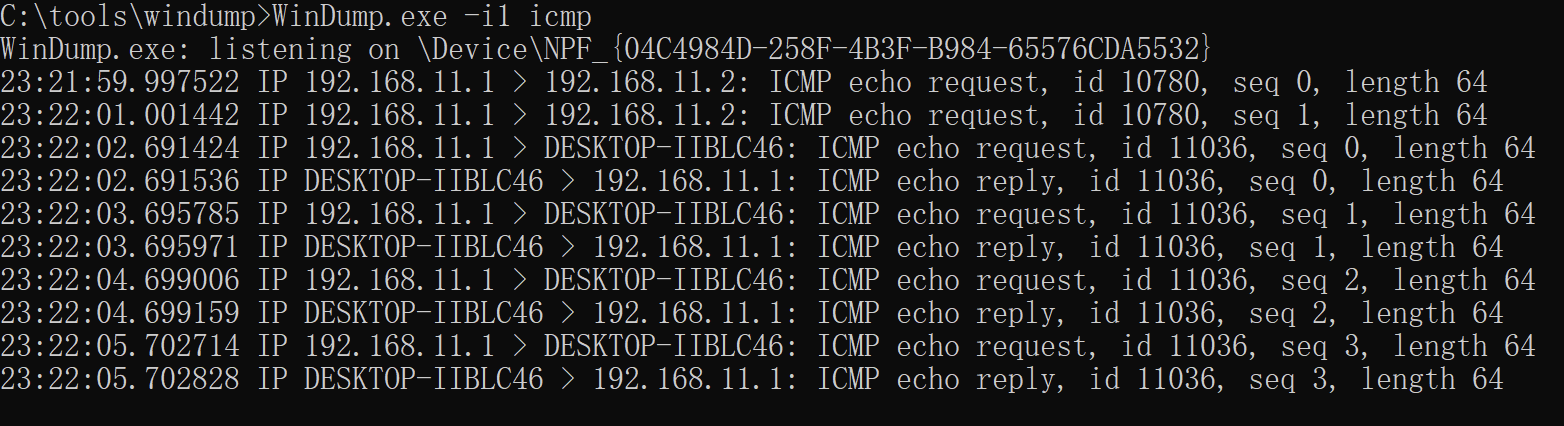 C:\tools\windump>WinDump.exe -i1 icmp
WinDump.exe: listening on \Device\NPF_{04C4984D-258F-4B3F-B984-65576CDA5532}
23:21:59.997522 IP 192.168.11.1 > 192.168.11.2: ICMP echo request, id 10780, seq 0, length 64
23:22:01.001442 IP 192.168.11.1 > 192.168.11.2: ICMP echo request, id 10780, seq 1, length 64
23:22:02.691424 IP 192.168.11.1 > DESKTOP-IIBLC46: ICMP echo request, id 11036, seq 0, length 64
23:22:02.691536 IP DESKTOP-IIBLC46 > 192.168.11.1: ICMP echo reply, id 11036, seq 0, length 64
23:22:03.695785 IP 192.168.11.1 > DESKTOP-IIBLC46: ICMP echo request, id 11036, seq 1, length 64
23:22:03.695971 IP DESKTOP-IIBLC46 > 192.168.11.1: ICMP echo reply, id 11036, seq 1, length 64
23:22:04.699006 IP 192.168.11.1 > DESKTOP-IIBLC46: ICMP echo request, id 11036, seq 2, length 64
23:22:04.699159 IP DESKTOP-IIBLC46 > 192.168.11.1: ICMP echo reply, id 11036, seq 2, length 64
23:22:05.702714 IP 192.168.11.1 > DESKTOP-IIBLC46: ICMP echo request, id 11036, seq 3, length 64
23:22:05.702828 IP DESKTOP-IIBLC46 > 192.168.11.1: ICMP echo reply, id 11036, seq 3, length 64